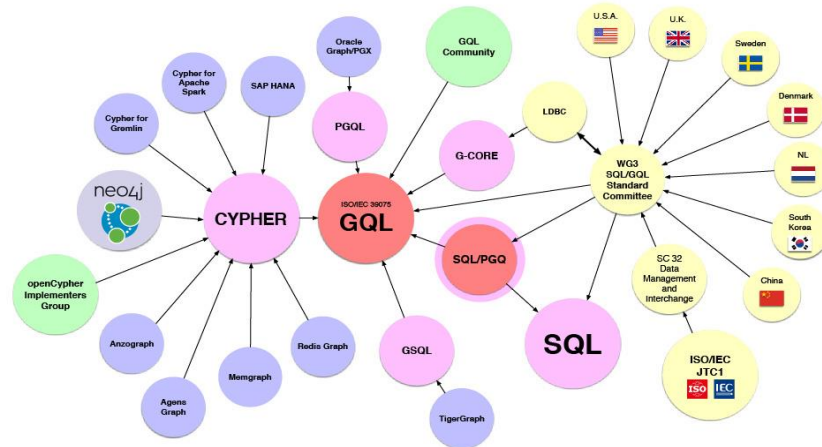 U.S.A.
U.K.
Sweden
Denmark
NL
South
Korea
China
Oracle
Graph/PGX
GQL
Community
Cypher for
Apache
Spark
SAP HANA
Cypher for
Gremlin
PGQL
LDBC
G-CORE
WG3
SQL/GQL
Standard
Committee
neo4j
CYPHER
ISO/IEC 39075
GQL
SQL/PGQ
SC 32
Data
Management
and
Interchange
openCypher
Implementers
Group
Anzograph
Agens
Graph
Memgraph
Redis Graph
GSQL
TigerGraph
SQL
ISO/IEC
JTC1
ISO
IEC